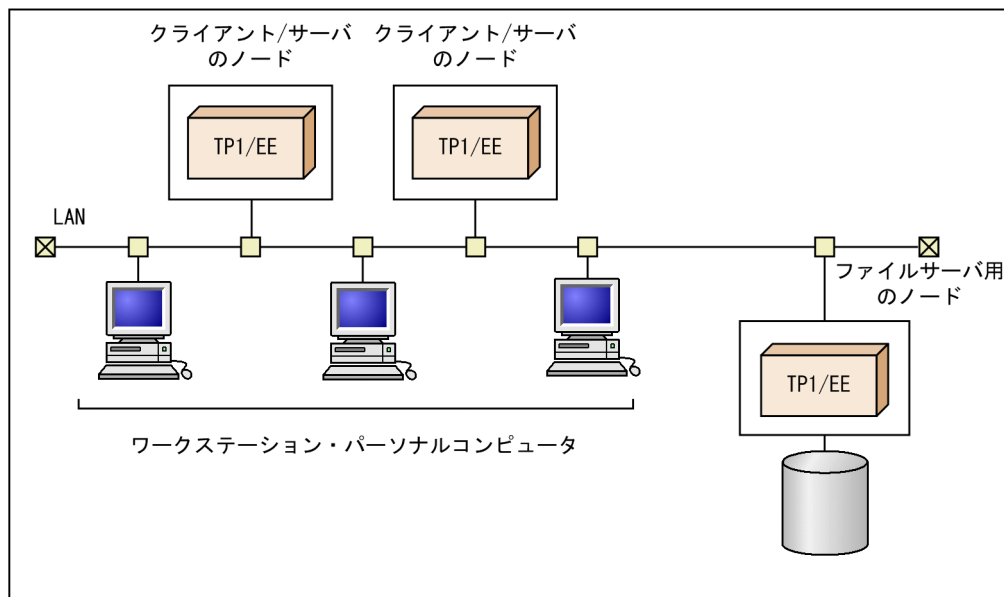 クライアント/サーバ
のノード
クライアント/サーバ
のノード
TP1/EE
TP1/EE
LAN
ファイルサーバ用
のノード
TP1/EE
ワークステーション・パーソナルコンピュータ